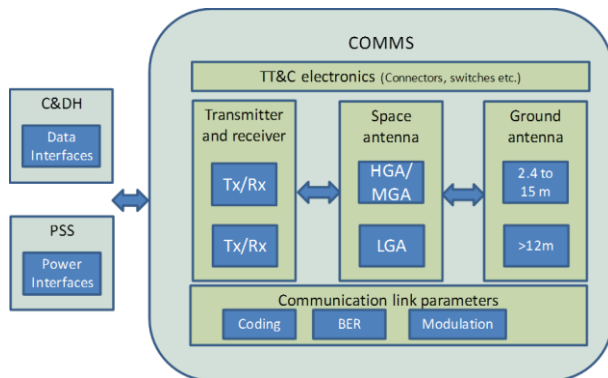 COMMS
TT&C electronics (Connectors, switches etc.)
C&DH
Data
Interfaces
PSS
Power
Interfaces
Transmitter
and receiver
Tx/Rx
Tx/Rx
Space
antenna
HGA/
MGA
LGA
Ground
antenna
2.4 to
15 m
>12m
Communication link parameters
Coding
BER
Modulation